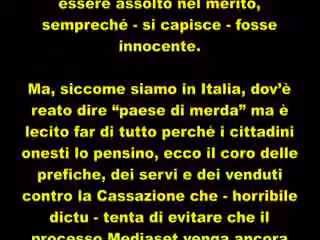 essere assolto nel merito,
sempreché - si capisce - fosse
innocente.
Ma, siccome siamo in Italia, dov’è
reato dire “paese di merda” ma è
lecito far di tutto perché i cittadini
onesti lo pensino, ecco il coro delle
prefiche, dei servi e dei venduti
contro la Cassazione che - horribile
dictu - tenta di evitare che il
processo Mediaset venga ancora